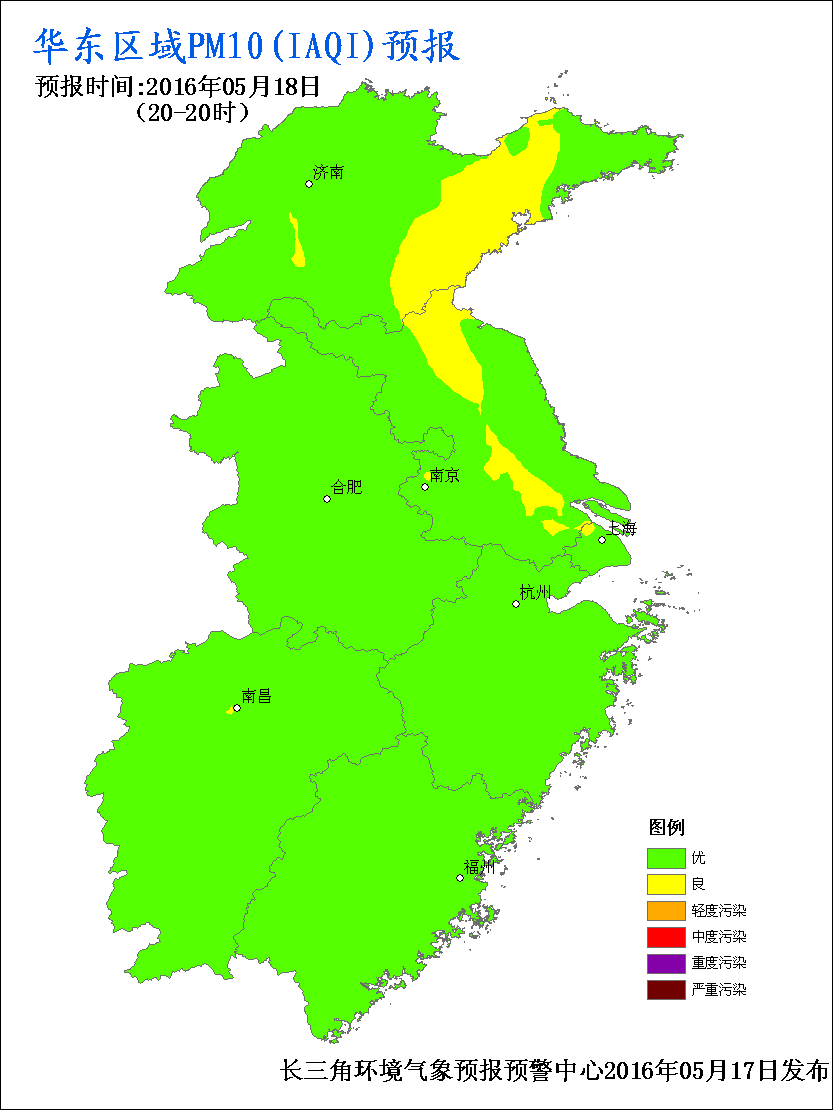 华东区域PM10(IAQI)预报
预报时间:2016年05月18日
(20-20时)
济南
南京
合肥
上海
杭州
南昌
福州
图例
优
良
轻度污染
中度污染
重度污染
严重污染
长三角环境气象预报预警中心2016年05月17日发布